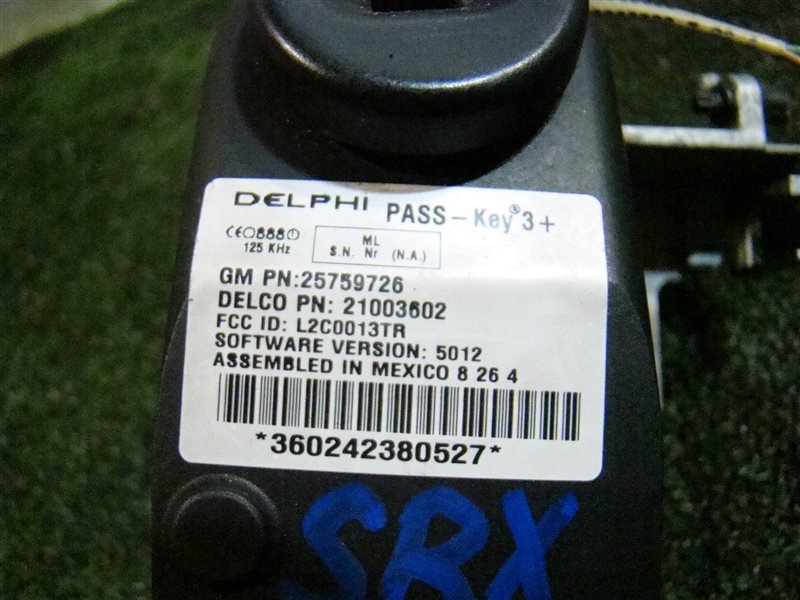 DELPHI PASS-Key®3+
CE0888! 125 KHz
ML
S.N. Nr (N.A.)
GM PN:25759726
DELCO PN: 21003602
FCC ID: L2C0013TR
SOFTWARE VERSION: 5012
ASSEMBLED IN MEXICO 8 26 4
*360242380527*
SRX